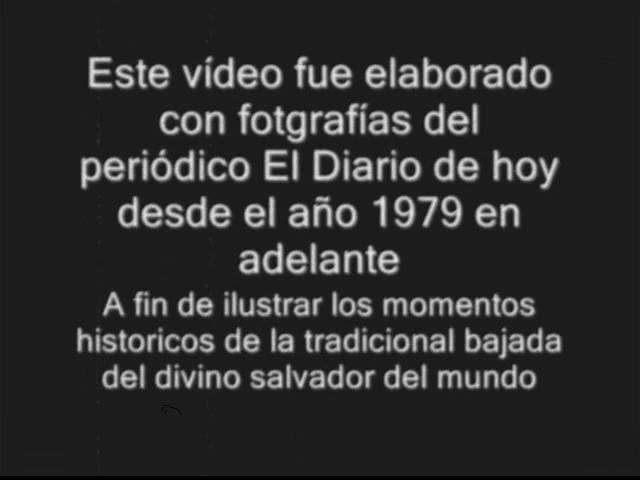 Este vídeo fue elaborado
con fotgrafías del
periódico El Diario de hoy
desde el año 1979 en
adelante
A fin de ilustrar los momentos
historicos de la tradicional bajada
del divino salvador del mundo